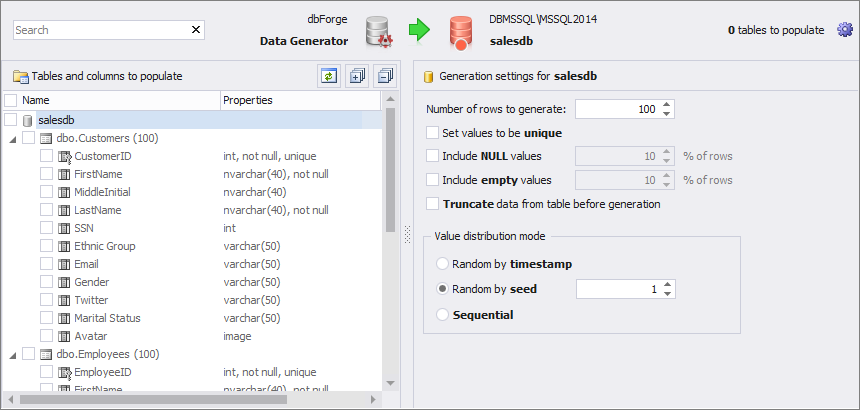 Search
dbForge
Data Generator
DBMSSQL\MSSQL2014
salesdb
0 tables to populate
Tables and columns to populate
Name Properties
salesdb
dbo.Customers (100)
CustomerID int, not null, unique
FirstName nvarchar(40), not null
MiddleInitial nvarchar(40)
LastName nvarchar(40), not null
SSN int
Ethnic Group varchar(50)
Email varchar(50)
Gender varchar(50)
Twitter varchar(50)
Marital Status varchar(50)
Avatar image
dbo.Employees (100)
EmployeeID int, not null, unique
FirstName nvarchar(40), not null
Generation settings for salesdb
Number of rows to generate: 100
Set values to be unique
Include NULL values 10 % of rows
Include empty values 10 % of rows
Truncate data from table before generation
Value distribution mode
Random by timestamp
Random by seed 1
Sequential